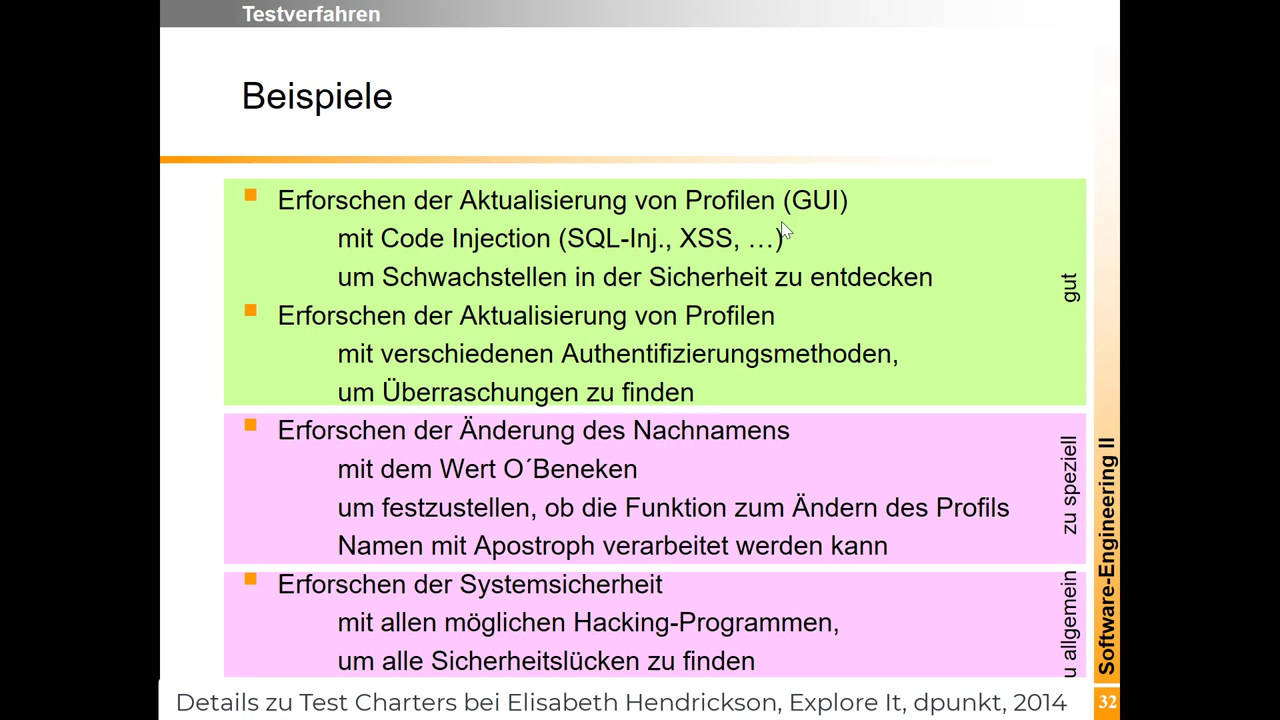 Testverfahren
Beispiele
Erforschen der Aktualisierung von Profilen (GUI)
mit Code Injection (SQL-Inj., XSS, …)
um Schwachstellen in der Sicherheit zu entdecken
Erforschen der Aktualisierung von Profilen
mit verschiedenen Authentifizierungsmethoden,
um Überraschungen zu finden
gut
Erforschen der Änderung des Nachnamens
mit dem Wert O´Beneken
um festzustellen, ob die Funktion zum Ändern des Profils
Namen mit Apostroph verarbeitet werden kann
zu speziell
Erforschen der Systemsicherheit
mit allen möglichen Hacking-Programmen,
um alle Sicherheitslücken zu finden
u allgemein
Software-Engineering II
Details zu Test Charters bei Elisabeth Hendrickson, Explore It, dpunkt, 2014
32